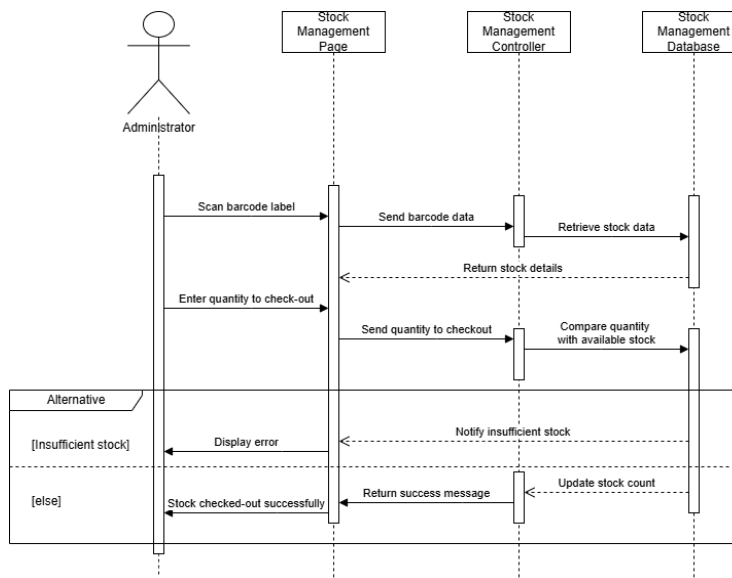 Stock
Management
Page
Stock
Management
Controller
Stock
Management
Database
Administrator
Scan barcode label
Send barcode data
Retrieve stock data
Return stock details
Enter quantity to check-out
Send quantity to checkout
Compare quantity
with available stock
Alternative
[Insufficient stock]
Display error
Notify insufficient stock
[else]
Update stock count
Return success message
Stock checked-out successfully